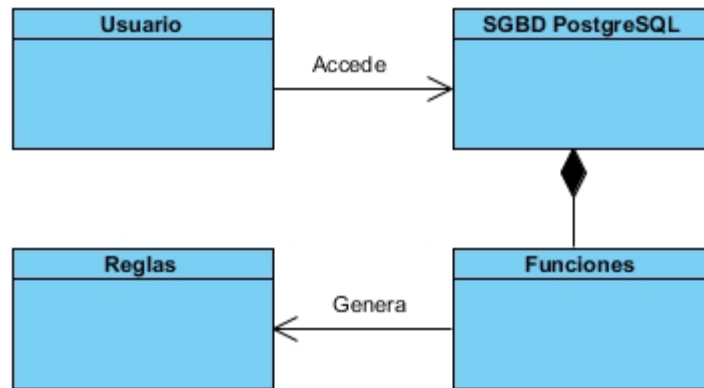 Usuario
SGBD PostgreSQL
Accede
Reglas
Funciones
Genera